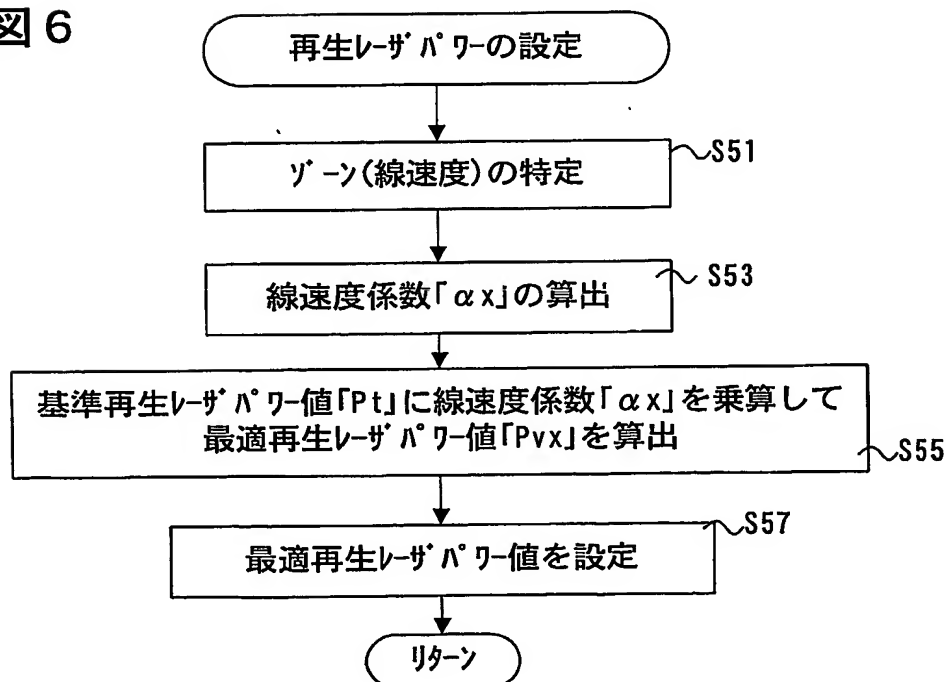 図6
再生ﾚｰｻﾞﾊﾟﾜｰの設定
ｿﾞｰﾝ(線速度)の特定
S51
線速度係数「αx」の算出
S53
基準再生ﾚｰｻﾞﾊﾟﾜｰ値「Pt」に線速度係数「αx」を乗算して
最適再生ﾚｰｻﾞﾊﾟﾜｰ値「Pvx」を算出
S55
最適再生ﾚｰｻﾞﾊﾟﾜｰ値を設定
S57
ﾘﾀｰﾝ